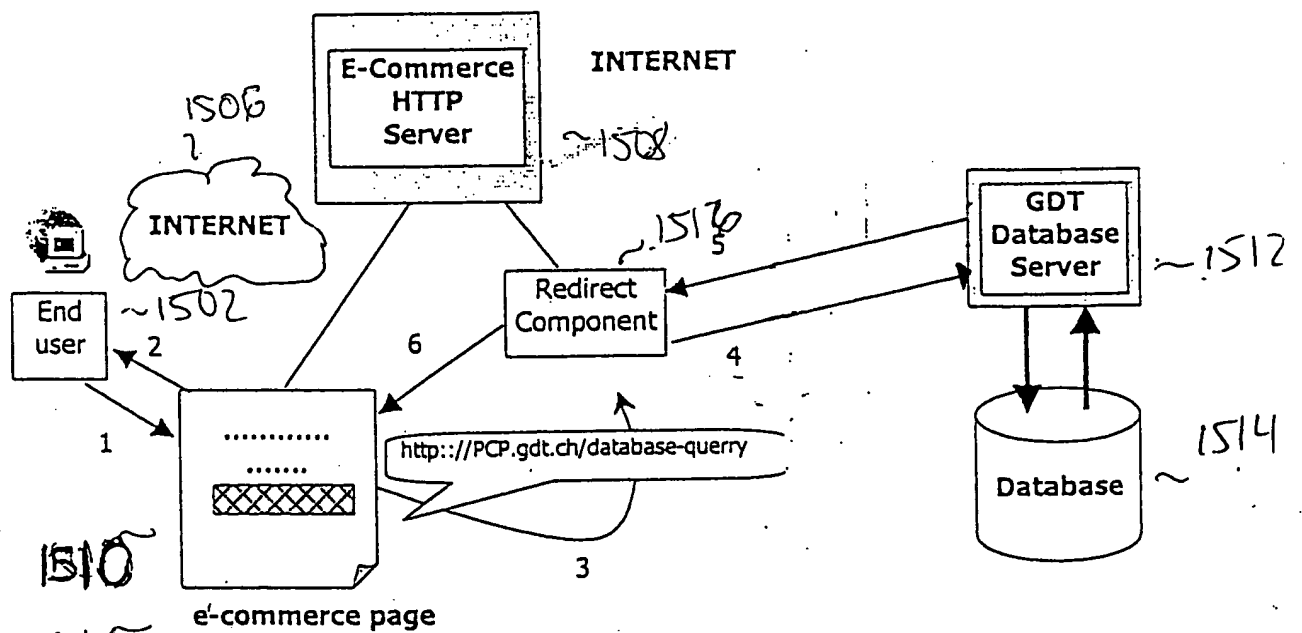 E-Commerce
HTTP
Server
INTERNET
1506
~1508
INTERNET
GDT
Database
Server
~1512
1516
5
Redirect
Component
End
user
~1502
2
6
4
1
http:://PCP.gdt.ch/database-querry
Database
~
1514
3
1510
e'-commerce page